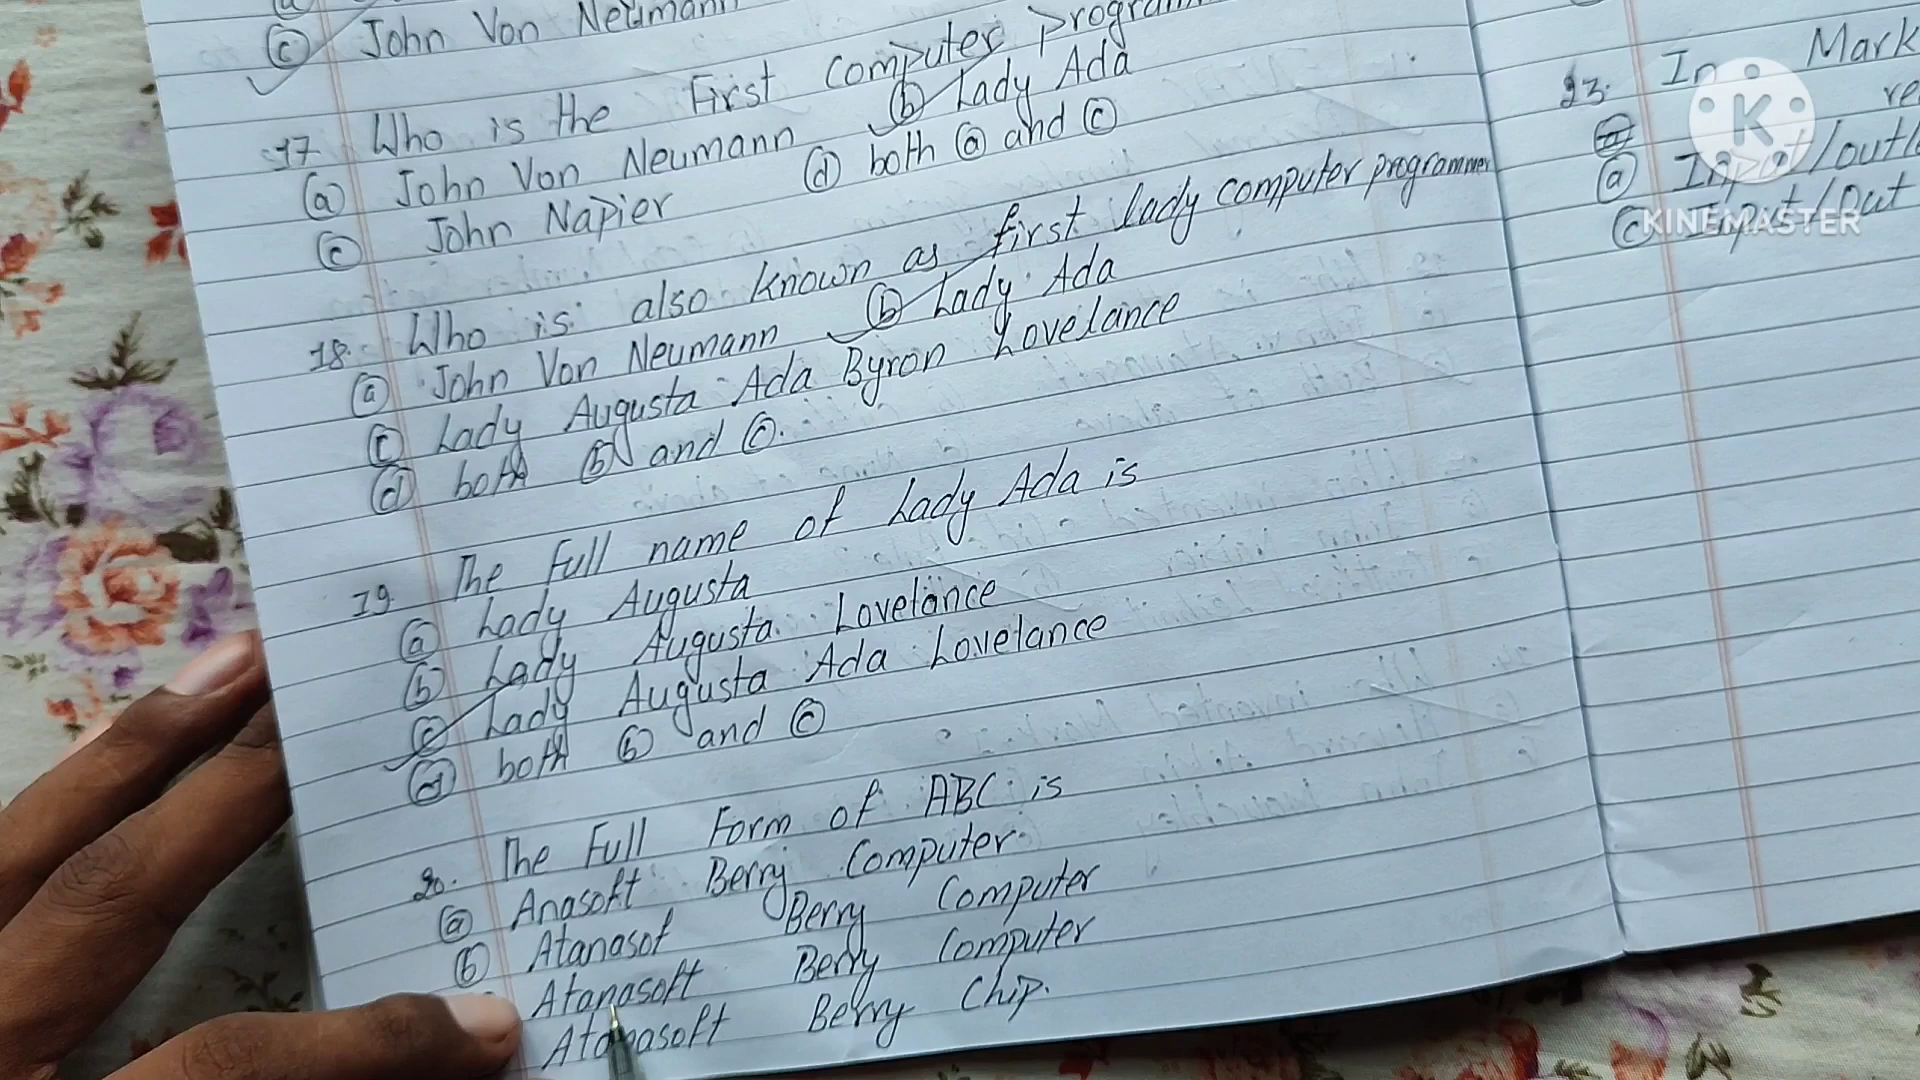 ⓒ John Von Neumann
17. Who is the First Computer
ⓐ John Von Neumann ⓑ Lady Ada
ⓒ John Napier ⓓ both ⓐ and ⓒ
18. Who is also known as first lady computer programmer
ⓐ John Von Neumann ⓑ Lady Ada
ⓒ Lady Augusta Ada Byron Lovelance
ⓓ both ⓑ and ⓒ.
19. The Full name of Lady Ada is
ⓐ Lady Augusta
ⓑ Lady Augusta Lovelance
ⓒ Lady Augusta Ada Lovelance
ⓓ both ⓑ and ⓒ
20. The Full Form of ABC is
ⓐ Anasoft Berry Computer
ⓑ Atanasof Berry Computer
Atanasoft Berry Computer
Atanasoft Berry Chip.
23. In Mark
ⓐ Input/
ⓒ Input/Out
K
KINEMASTER